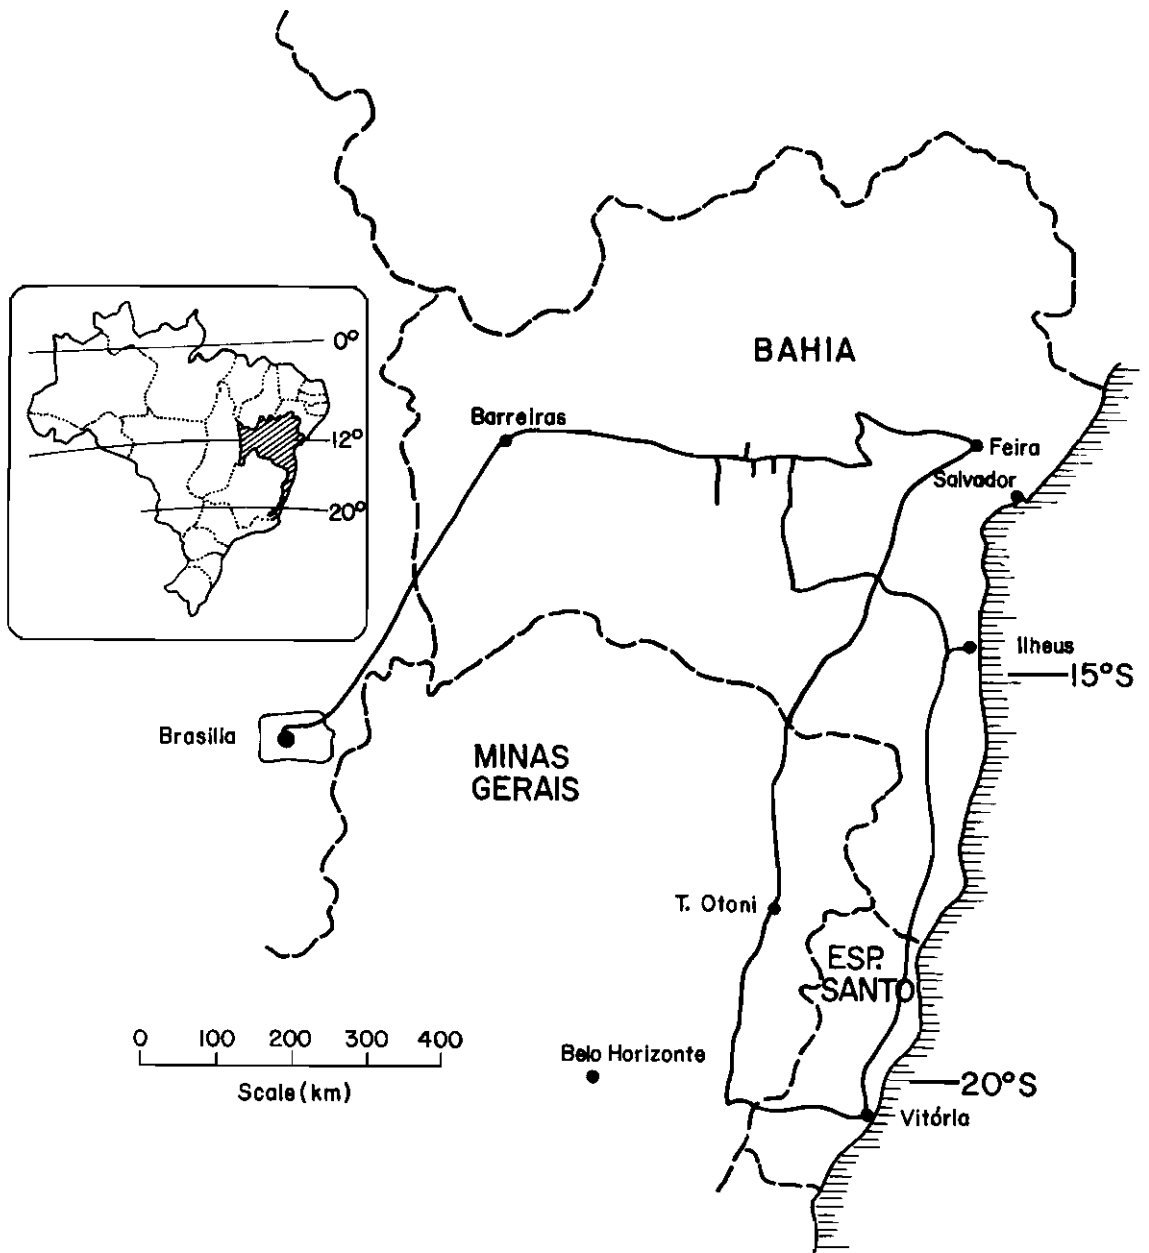 BAHIA
0°
Barreiras
12°
Feira
Salvador
20°
Ilheus
15°S
Brasilia
MINAS
GERAIS
T. Otoni
ESP.
SANTO
0 100 200 300 400
Scale (km)
Belo Horizonte
20°S
Vitória